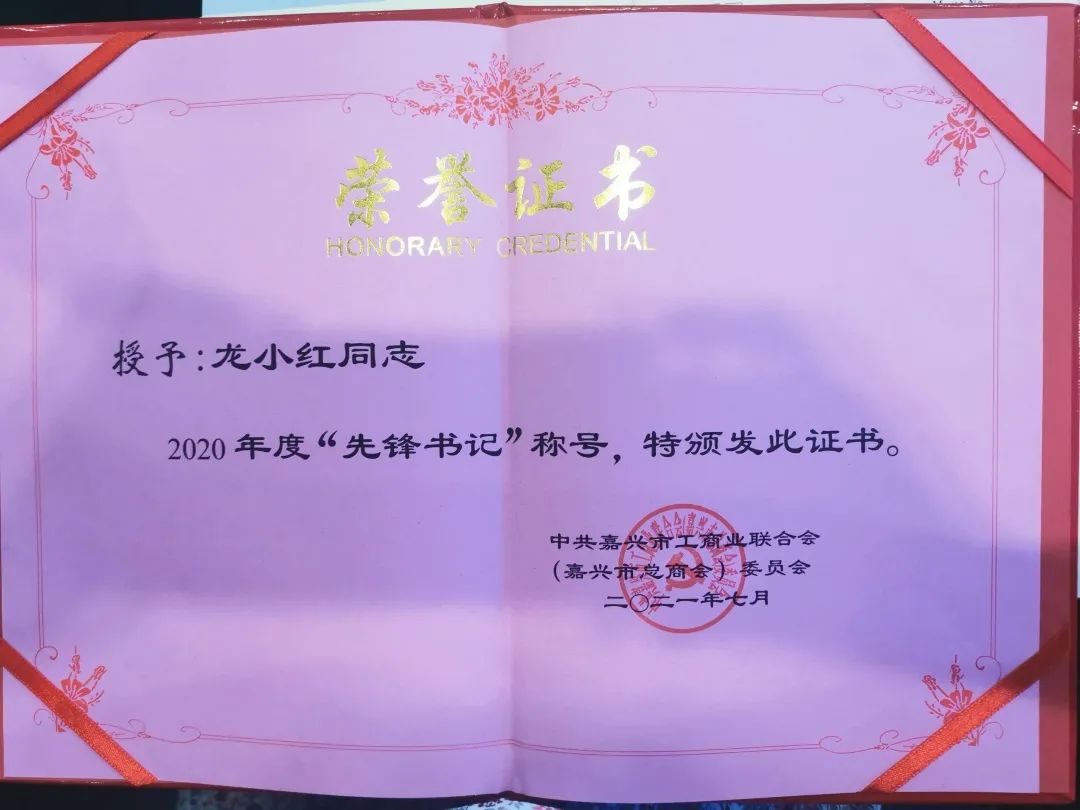 荣誉证书
HONORARY CREDENTIAL
授予:龙小红同志
2020年度“先锋书记”称号，特颁发此证书。
中共嘉兴市工商业联合会
（嘉兴市总商会）委员会
二〇二一年七月